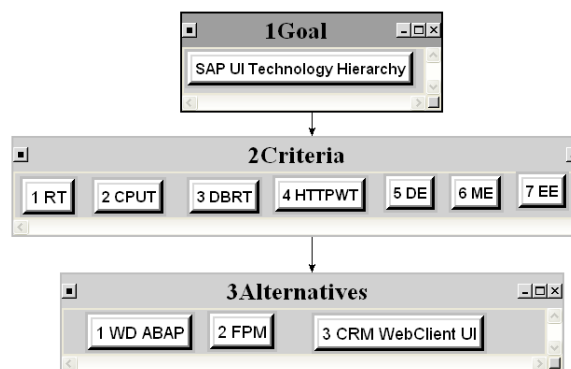 1Goal
SAP UI Technology Hierarchy
2Criteria
1 RT 2 CPUT 3 DBRT 4 HTTPWT 5 DE 6 ME 7 EE
3Alternatives
1 WD ABAP 2 FPM 3 CRM WebClient UI